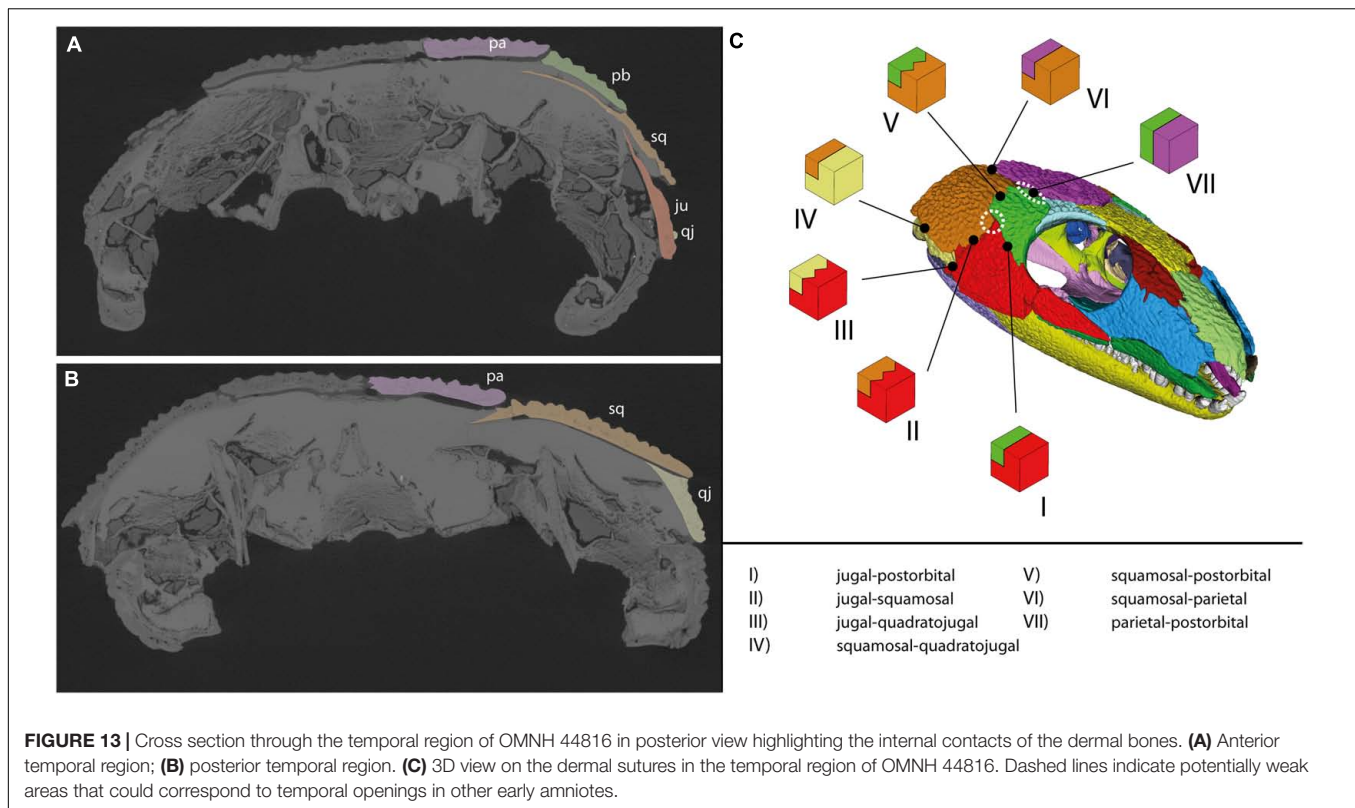 A
pa
pb
sq
ju
qj
B
pa
sq
qj
C
V
VI
IV
VII
III
II
I
I) jugal-postorbital V) squamosal-postorbital
II) jugal-squamosal VI) squamosal-parietal
III) jugal-quadratojugal VII) parietal-postorbital
IV) squamosal-quadratojugal
FIGURE 13 | Cross section through the temporal region of OMNH 44816 in posterior view highlighting the internal contacts of the dermal bones. (A) Anterior
temporal region; (B) posterior temporal region. (C) 3D view on the dermal sutures in the temporal region of OMNH 44816. Dashed lines indicate potentially weak
areas that could correspond to temporal openings in other early amniotes.